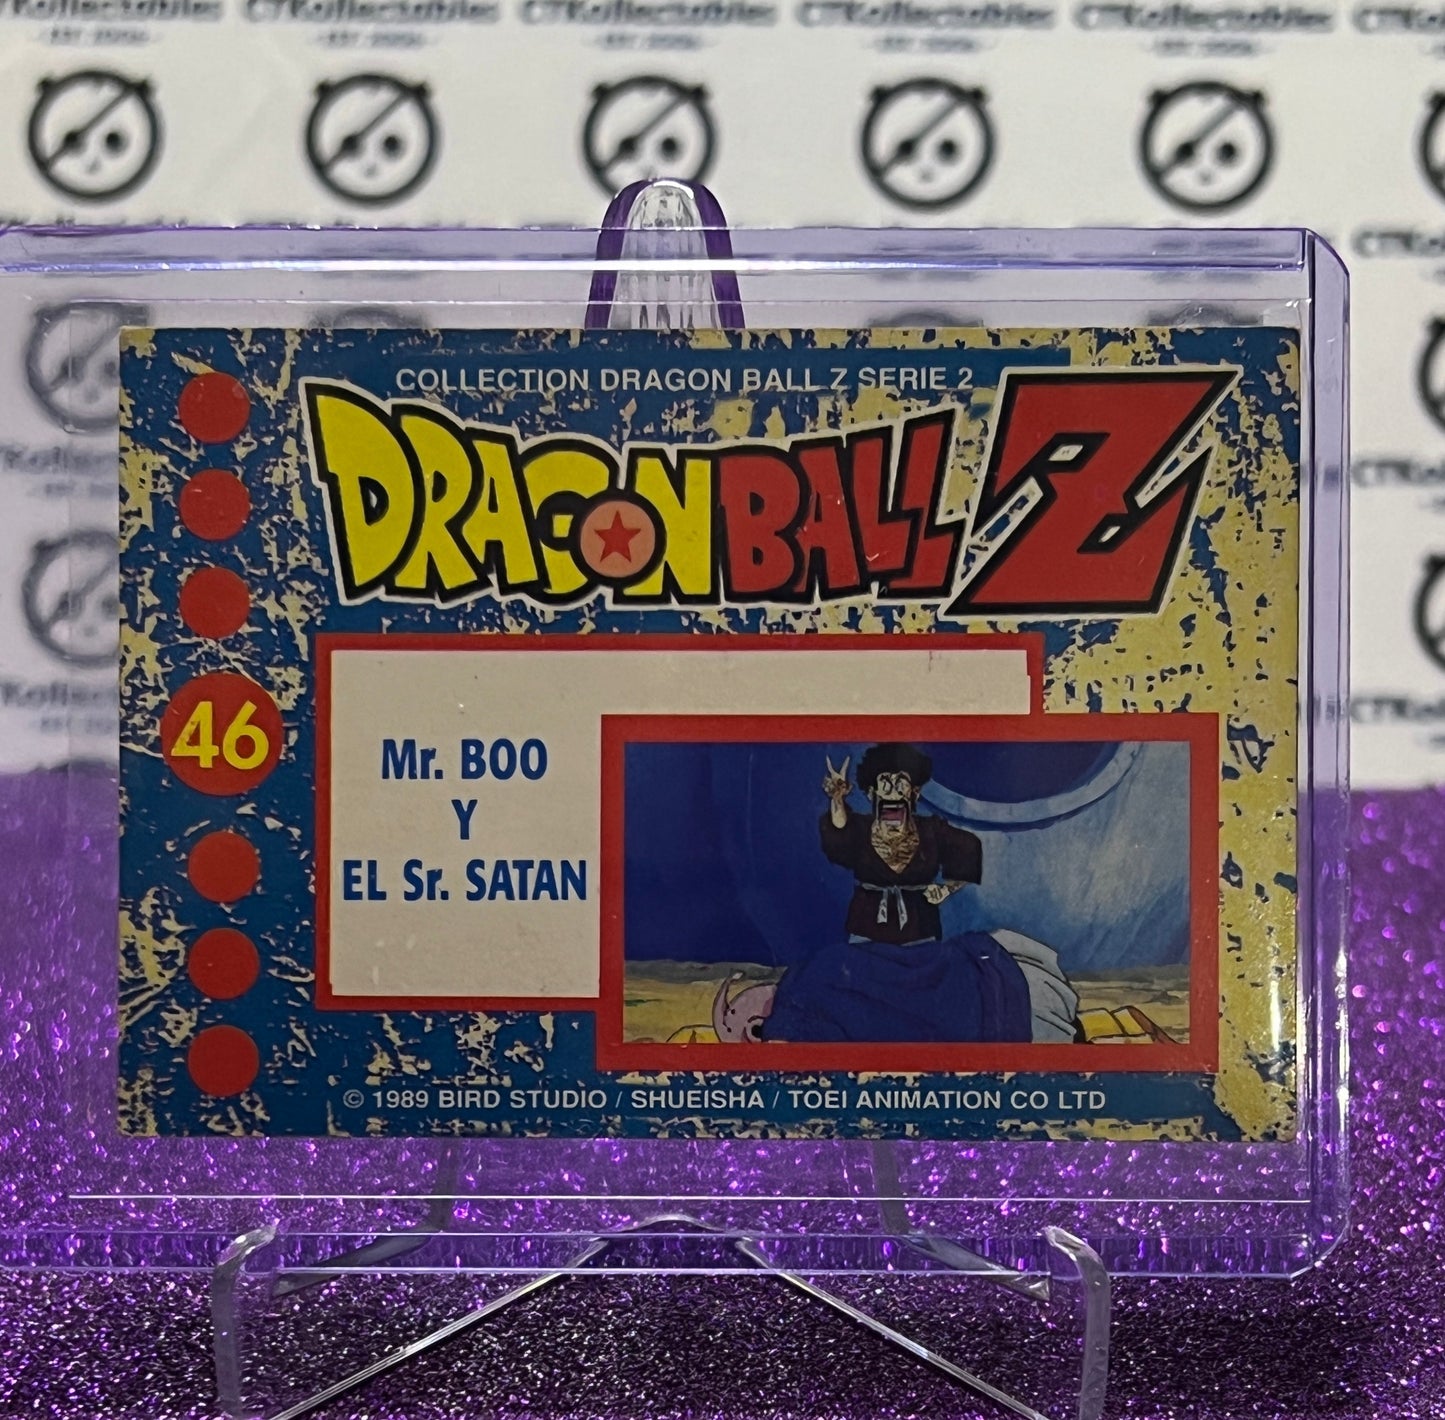 CTKollectables
COLLECTION DRAGON BALL Z SERIE 2
DRAGONBALL Z
46
Mr. BOO
Y
EL Sr. SATAN
© 1989 BIRD STUDIO / SHUEISHA / TOEI ANIMATION CO LTD